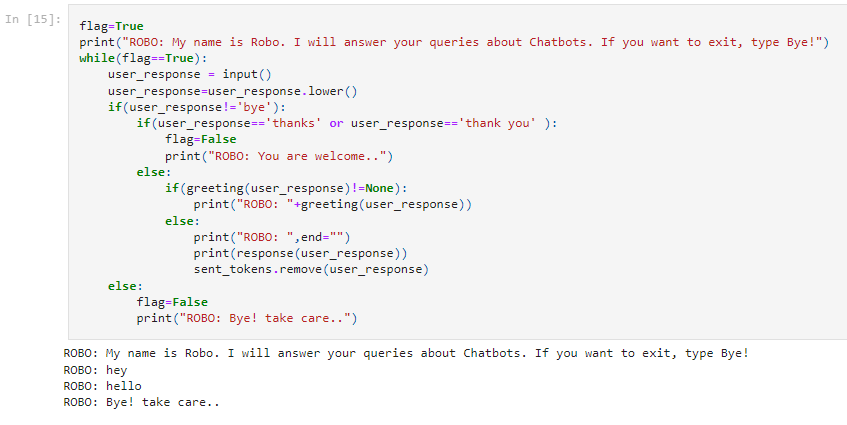 In [15]:
flag=True
print("ROBO: My name is Robo. I will answer your queries about Chatbots. If you want to exit, type Bye!")
while(flag==True):
    user_response = input()
    user_response=user_response.lower()
    if(user_response!='bye'):
        if(user_response=='thanks' or user_response=='thank you' ):
            flag=False
            print("ROBO: You are welcome..")
        else:
            if(greeting(user_response)!=None):
                print("ROBO: "+greeting(user_response))
            else:
                print("ROBO: ",end="")
                print(response(user_response))
                sent_tokens.remove(user_response)
    else:
        flag=False
        print("ROBO: Bye! take care..")
ROBO: My name is Robo. I will answer your queries about Chatbots. If you want to exit, type Bye!
ROBO: hey
ROBO: hello
ROBO: Bye! take care..